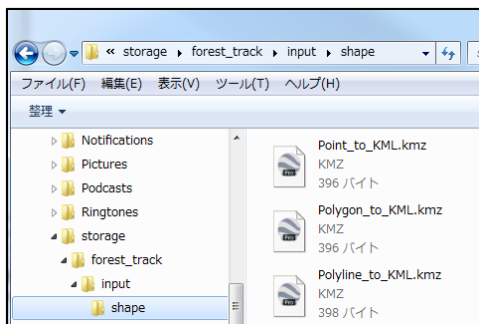 « storage ▸ forest_track ▸ input ▸ shape
ファイル(F) 編集(E) 表示(V) ツール(T) ヘルプ(H)
整理 ▾
Notifications
Pictures
Podcasts
Ringtones
storage
forest_track
input
shape
Point_to_KML.kmz
KMZ
396 バイト
Polygon_to_KML.kmz
KMZ
396 バイト
Polyline_to_KML.kmz
KMZ
398 バイト